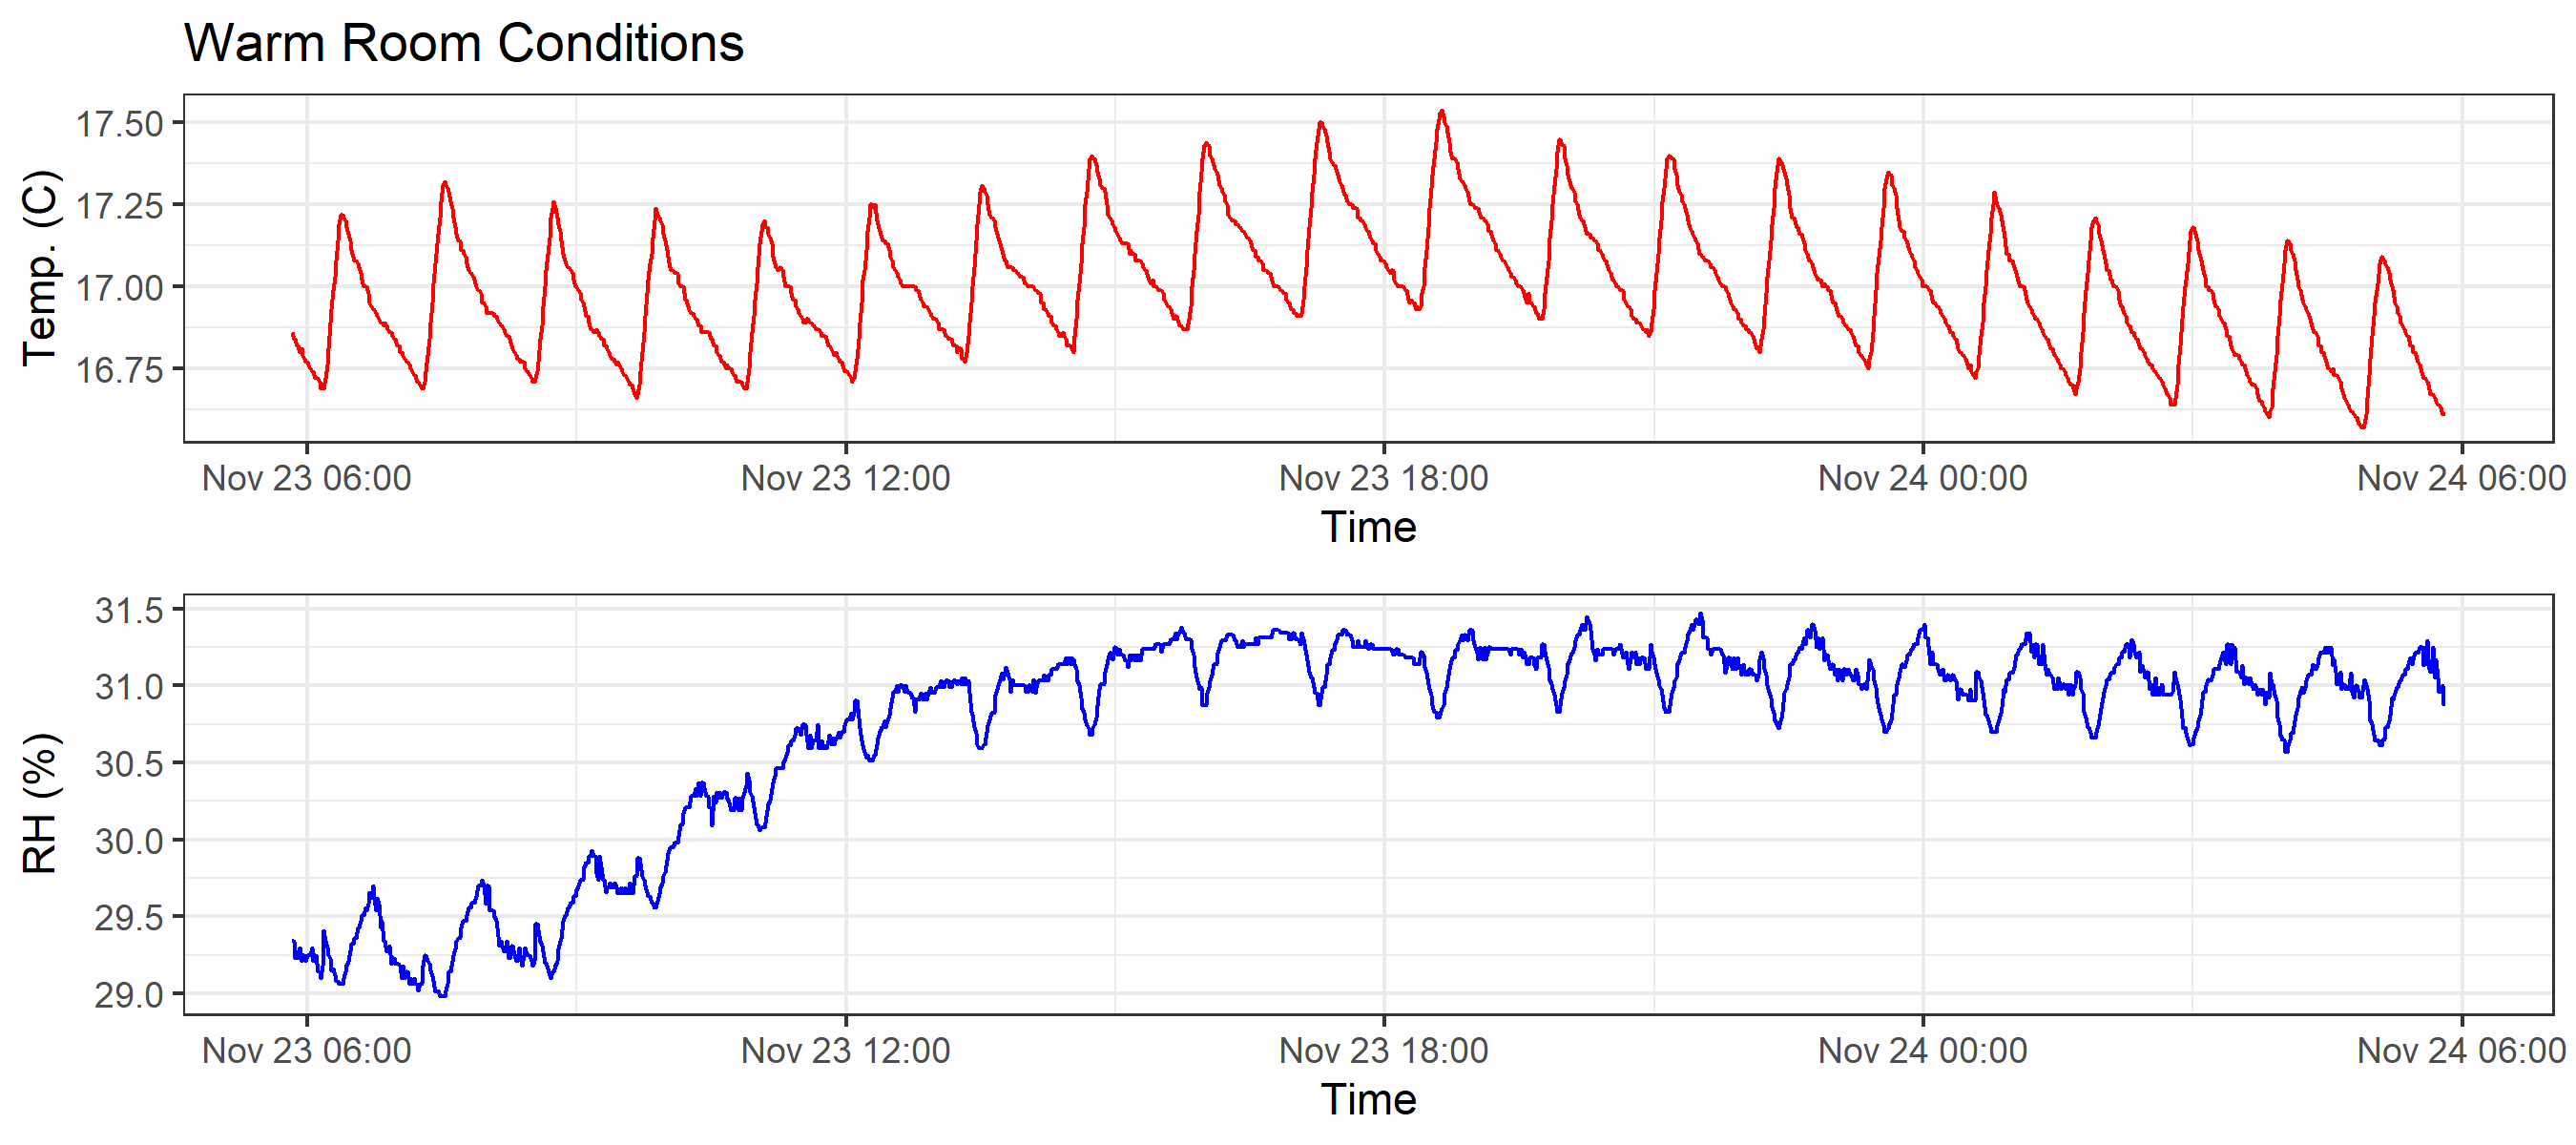 Warm Room Conditions
Temp. (C)
17.50
17.25
17.00
16.75
Nov 23 06:00 Nov 23 12:00 Nov 23 18:00 Nov 24 00:00 Nov 24 06:00
Time
RH (%)
31.5
31.0
30.5
30.0
29.5
29.0
Nov 23 06:00 Nov 23 12:00 Nov 23 18:00 Nov 24 00:00 Nov 24 06:00
Time